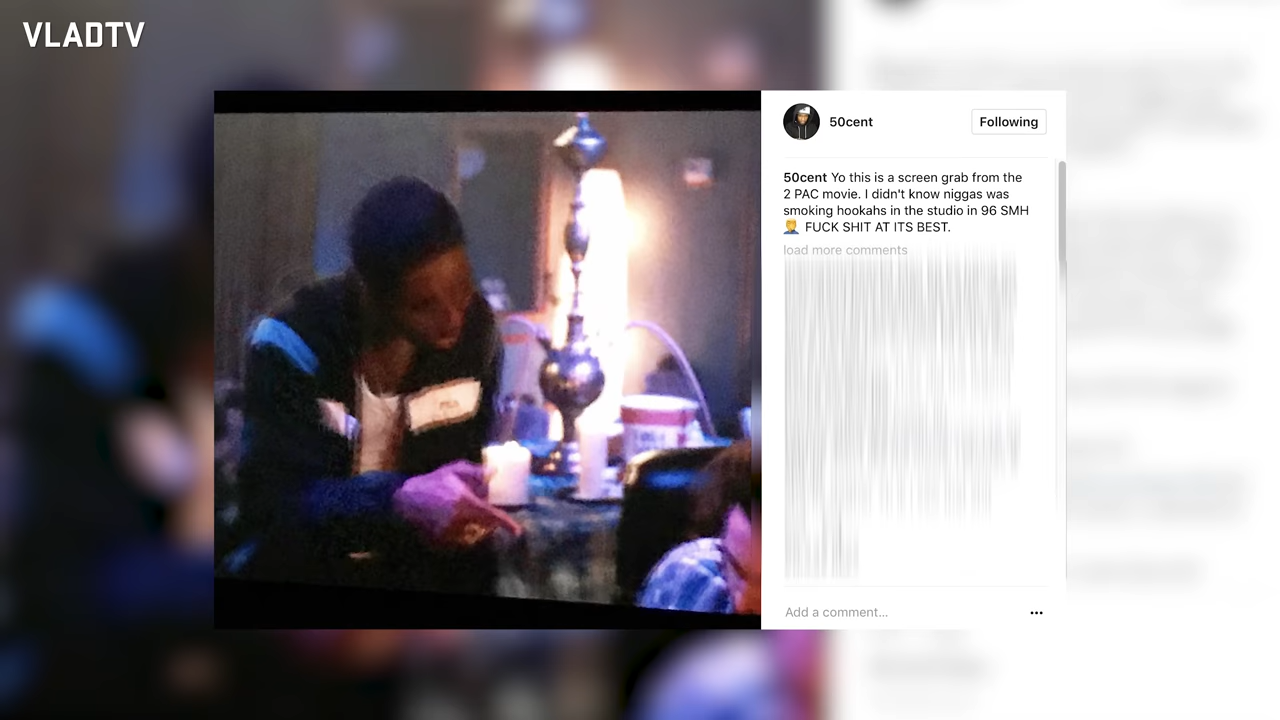 VLADTV
50cent
Following
50cent Yo this is a screen grab from the
2 PAC movie. I didn't know niggas was
smoking hookahs in the studio in 96 SMH
🤦‍♂️ FUCK SHIT AT ITS BEST.
load more comments
Add a comment...